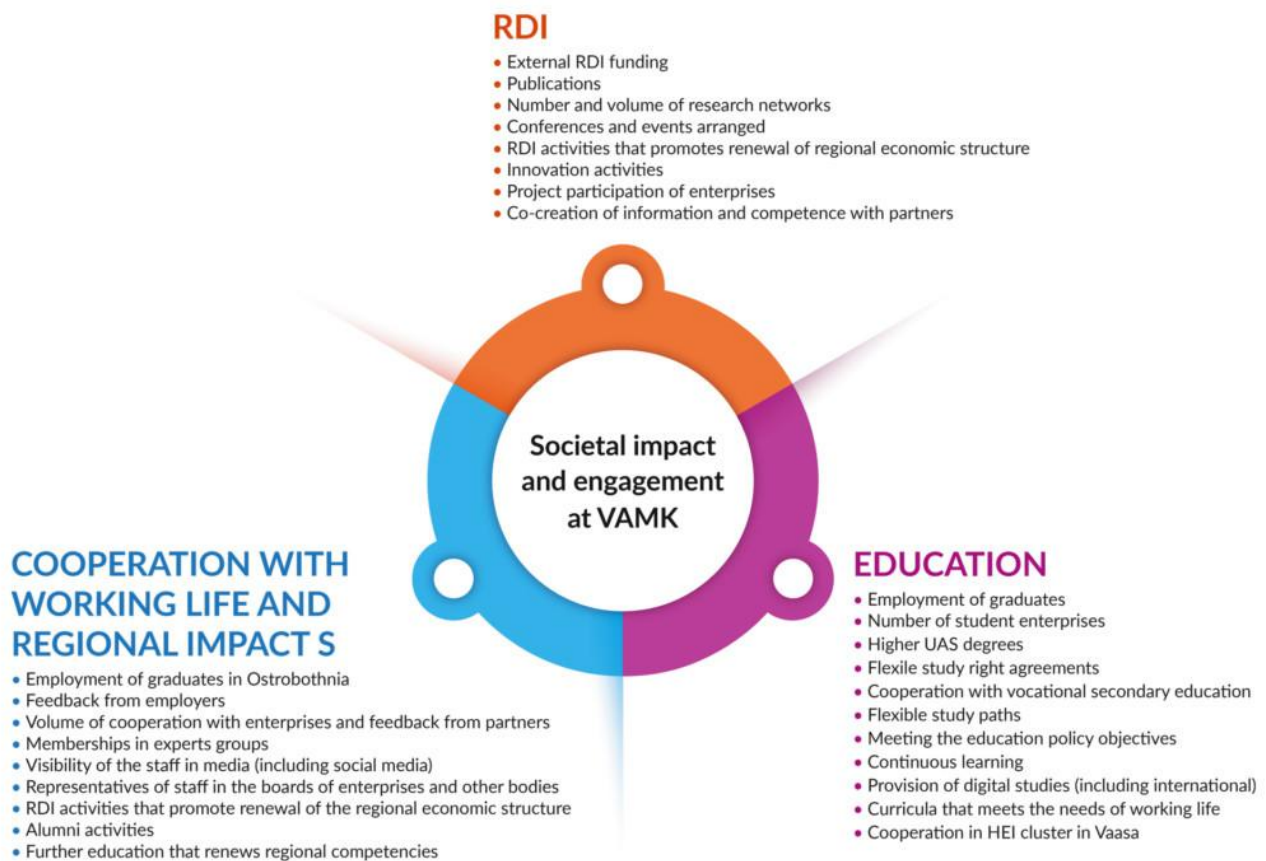 RDI
• External RDI funding
• Publications
• Number and volume of research networks
• Conferences and events arranged
• RDI activities that promotes renewal of regional economic structure
• Innovation activities
• Project participation of enterprises
• Co-creation of information and competence with partners
Societal impact
and engagement
at VAMK
COOPERATION WITH
WORKING LIFE AND
REGIONAL IMPACT S
• Employment of graduates in Ostrobothnia
• Feedback from employers
• Volume of cooperation with enterprises and feedback from partners
• Memberships in experts groups
• Visibility of the staff in media (including social media)
• Representatives of staff in the boards of enterprises and other bodies
• RDI activities that promote renewal of the regional economic structure
• Alumni activities
• Further education that renews regional competencies
EDUCATION
• Employment of graduates
• Number of student enterprises
• Higher UAS degrees
• Flexile study right agreements
• Cooperation with vocational secondary education
• Flexible study paths
• Meeting the education policy objectives
• Continuous learning
• Provision of digital studies (including international)
• Curricula that meets the needs of working life
• Cooperation in HEI cluster in Vaasa